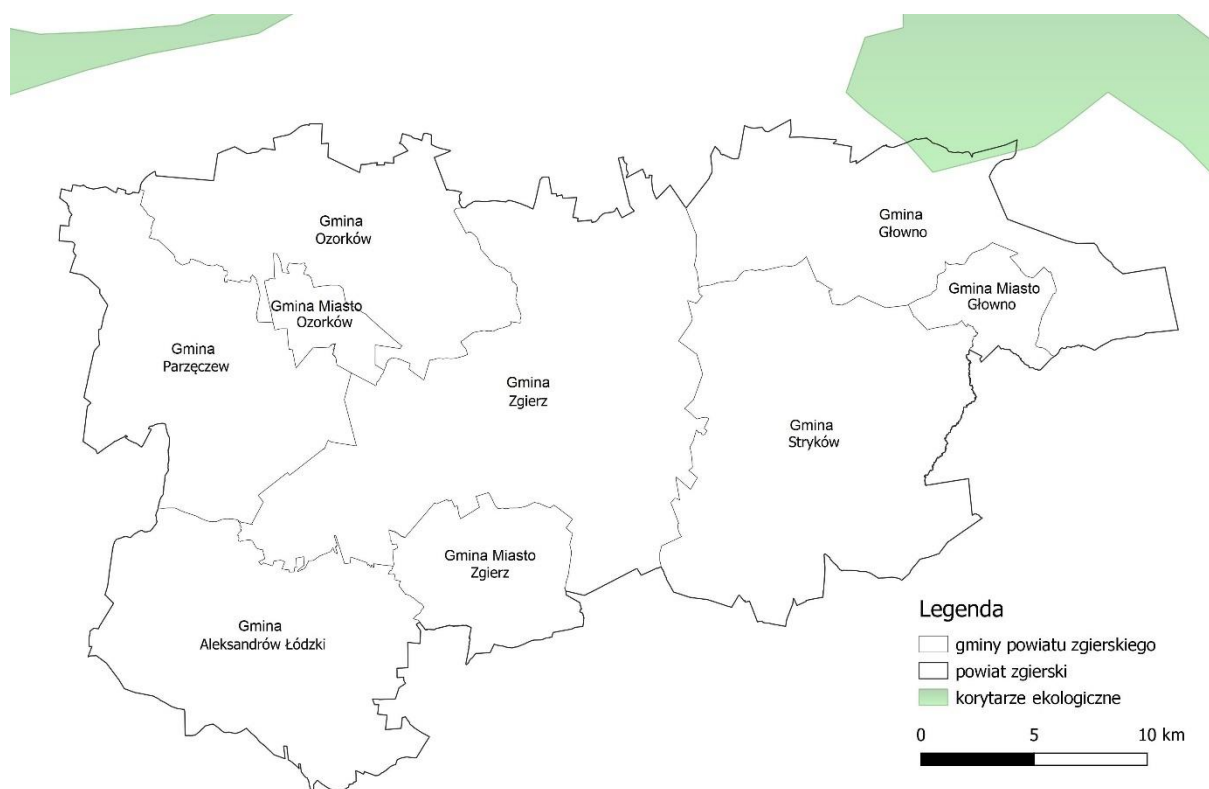 Gmina
Ozorków
Gmina
Głowno
Gmina Miasto
Głowno
Gmina Miasto
Ozorków
Gmina
Parzęczew
Gmina
Zgierz
Gmina
Stryków
Gmina Miasto
Zgierz
Gmina
Aleksandrów Łódzki
Legenda
gminy powiatu zgierskiego
powiat zgierski
korytarze ekologiczne
0 5 10 km